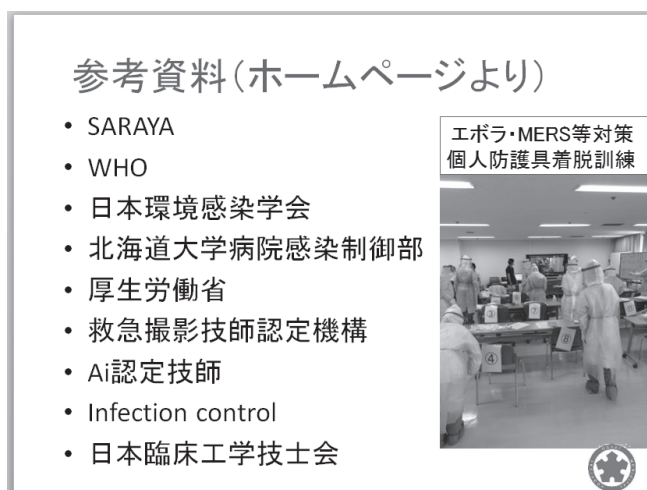 参考資料（ホームページより）
• SARAYA
• WHO
• 日本環境感染学会
• 北海道大学病院感染制御部
• 厚生労働省
• 救急撮影技師認定機構
• Ai認定技師
• Infection control
• 日本臨床工学技士会
エボラ・MERS等対策
個人防護具着脱訓練
③
⑦
④
⑧